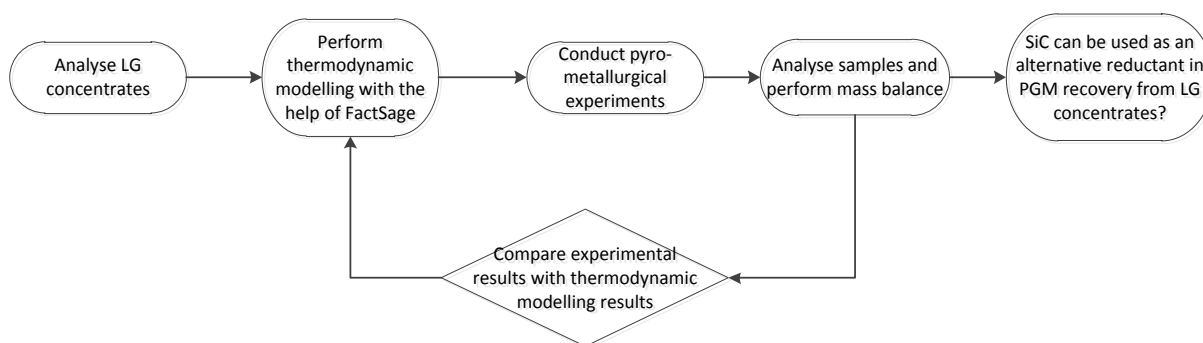 Analyse LG
concentrates
Perform
thermodynamic
modelling with the
help of FactSage
Conduct pyro-
metallurgical
experiments
Analyse samples and
perform mass balance
SiC can be used as an
alternative reductant in
PGM recovery from LG
concentrates?
Compare experimental
results with thermodynamic
modelling results